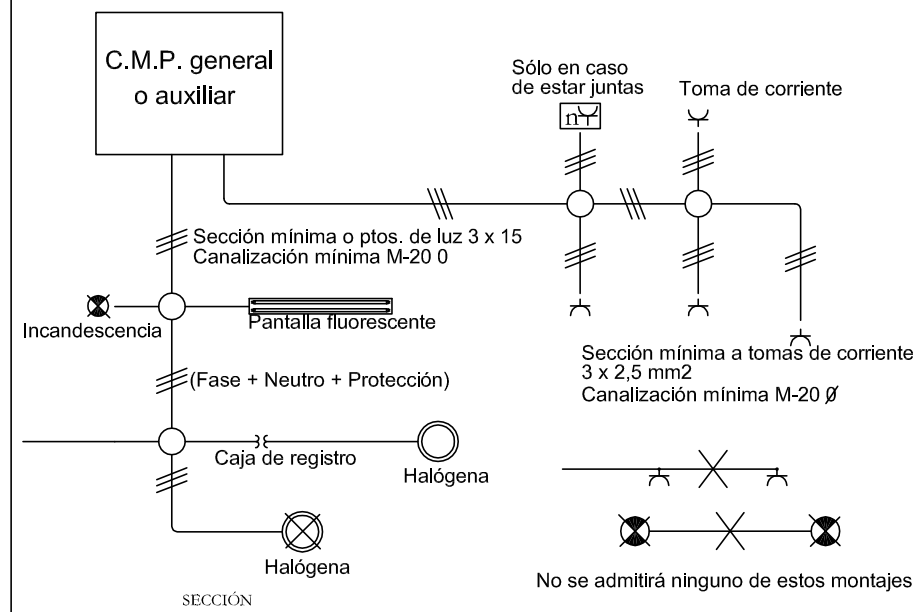 C.M.P. general
o auxiliar
Sólo en caso
de estar juntas
n
Toma de corriente
Sección mínima o ptos. de luz 3 x 15
Canalización mínima M-20 0
Incandescencia
Pantalla fluorescente
Sección mínima a tomas de corriente
3 x 2,5 mm2
Canalización mínima M-20 Ø
(Fase + Neutro + Protección)
Caja de registro
Halógena
Halógena
No se admitirá ninguno de estos montajes
SECCIÓN